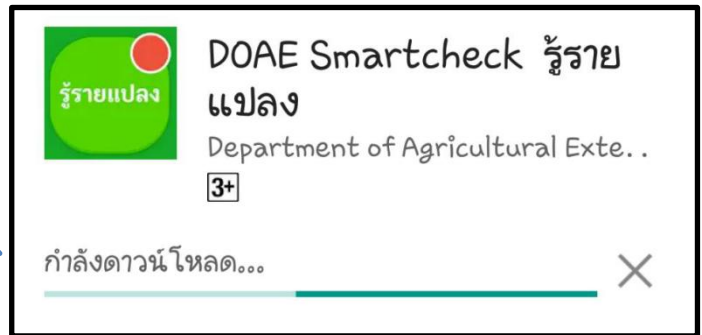 รู้รายแปลง
DOAE Smartcheck รู้ราย
แปลง
Department of Agricultural Exte..
3+
กำลังดาวน์โหลด...